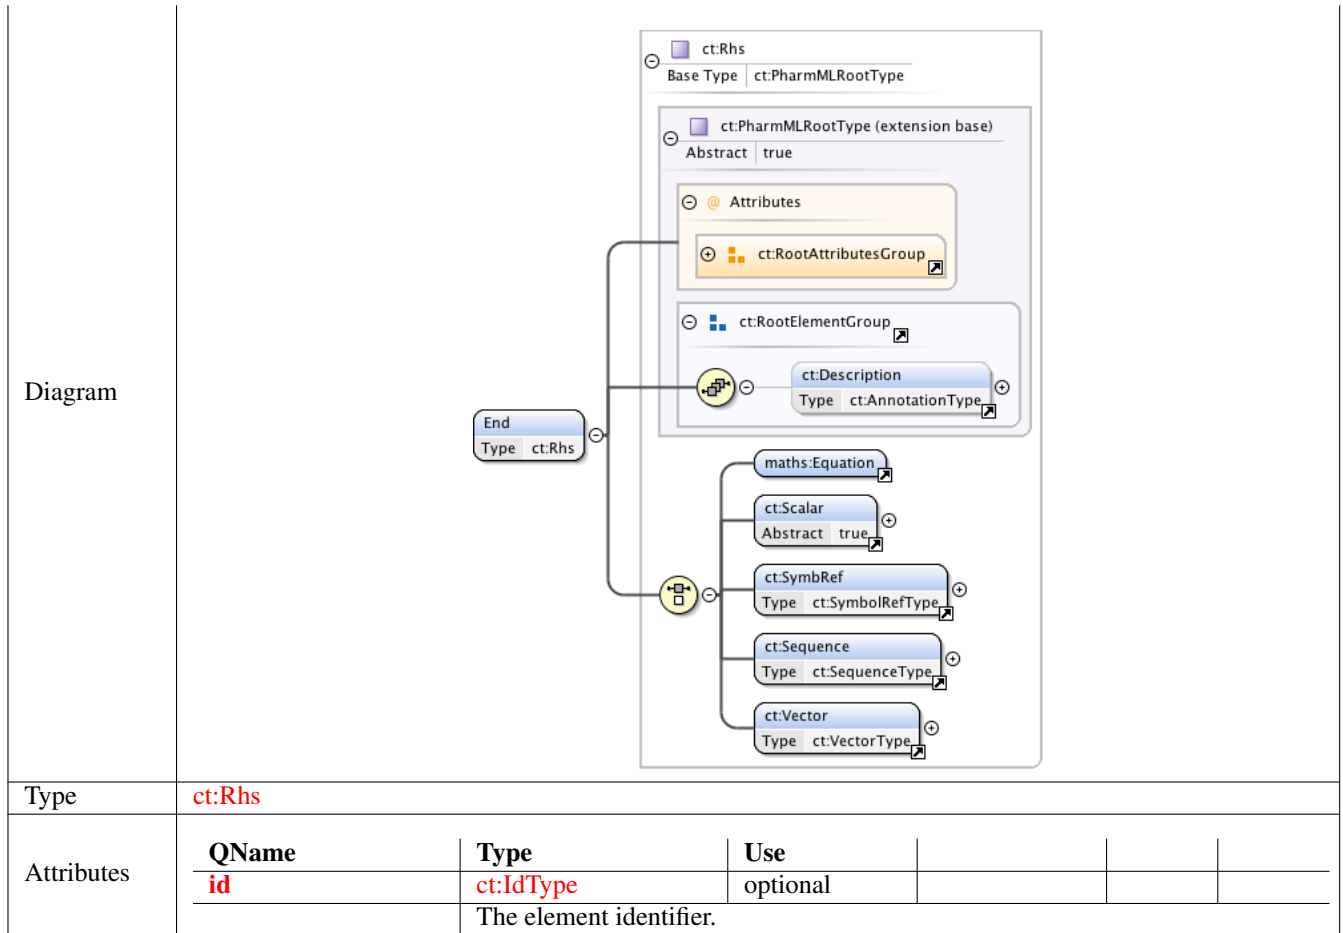 Diagram
ct:Rhs
Base Type ct:PharmMLRootType
ct:PharmMLRootType (extension base)
Abstract true
@ Attributes
ct:RootAttributesGroup
ct:RootElementGroup
ct:Description
Type ct:AnnotationType
End
Type ct:Rhs
maths:Equation
ct:Scalar
Abstract true
ct:SymbRef
Type ct:SymbolRefType
ct:Sequence
Type ct:SequenceType
ct:Vector
Type ct:VectorType
Type ct:Rhs
Attributes
QName Type Use
id ct:IdType optional
The element identifier.